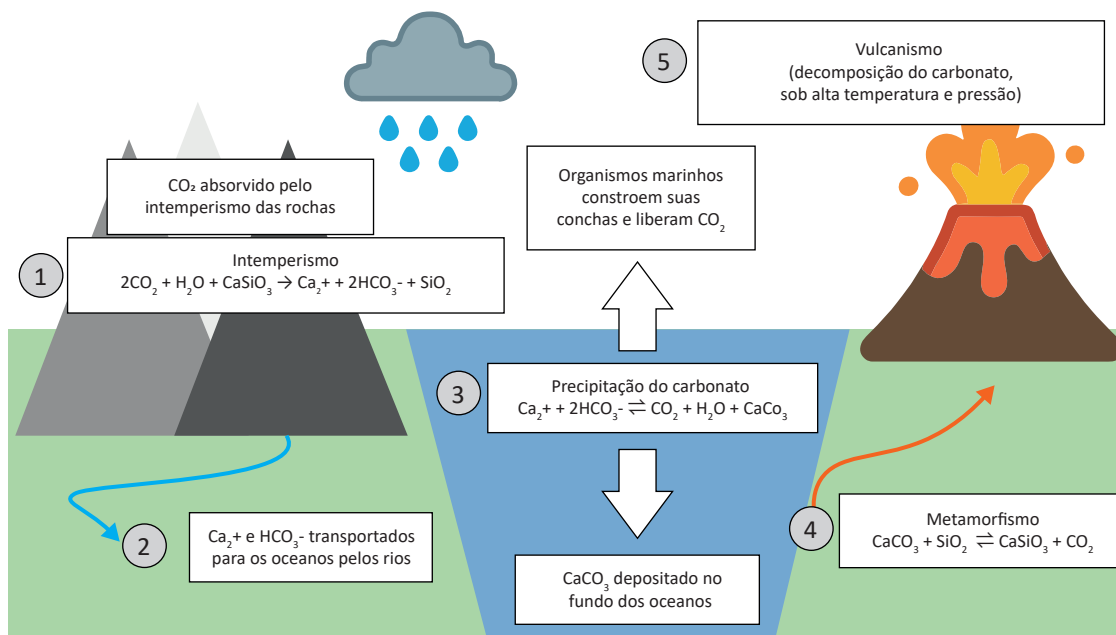 5
Vulcanismo
(decomposição do carbonato,
sob alta temperatura e pressão)
CO₂ absorvido pelo
intemperismo das rochas
Organismos marinhos
constroem suas
conchas e liberam CO₂
1
Intemperismo
2CO₂ + H₂O + CaSiO₃ → Ca₂+ + 2HCO₃- + SiO₂
3
Precipitação do carbonato
Ca₂+ + 2HCO₃- ⇌ CO₂ + H₂O + CaCo₃
2
Ca₂+ e HCO₃- transportados
para os oceanos pelos rios
4
Metamorfismo
CaCO₃ + SiO₂ ⇌ CaSiO₃ + CO₂
CaCO₃ depositado no
fundo dos oceanos